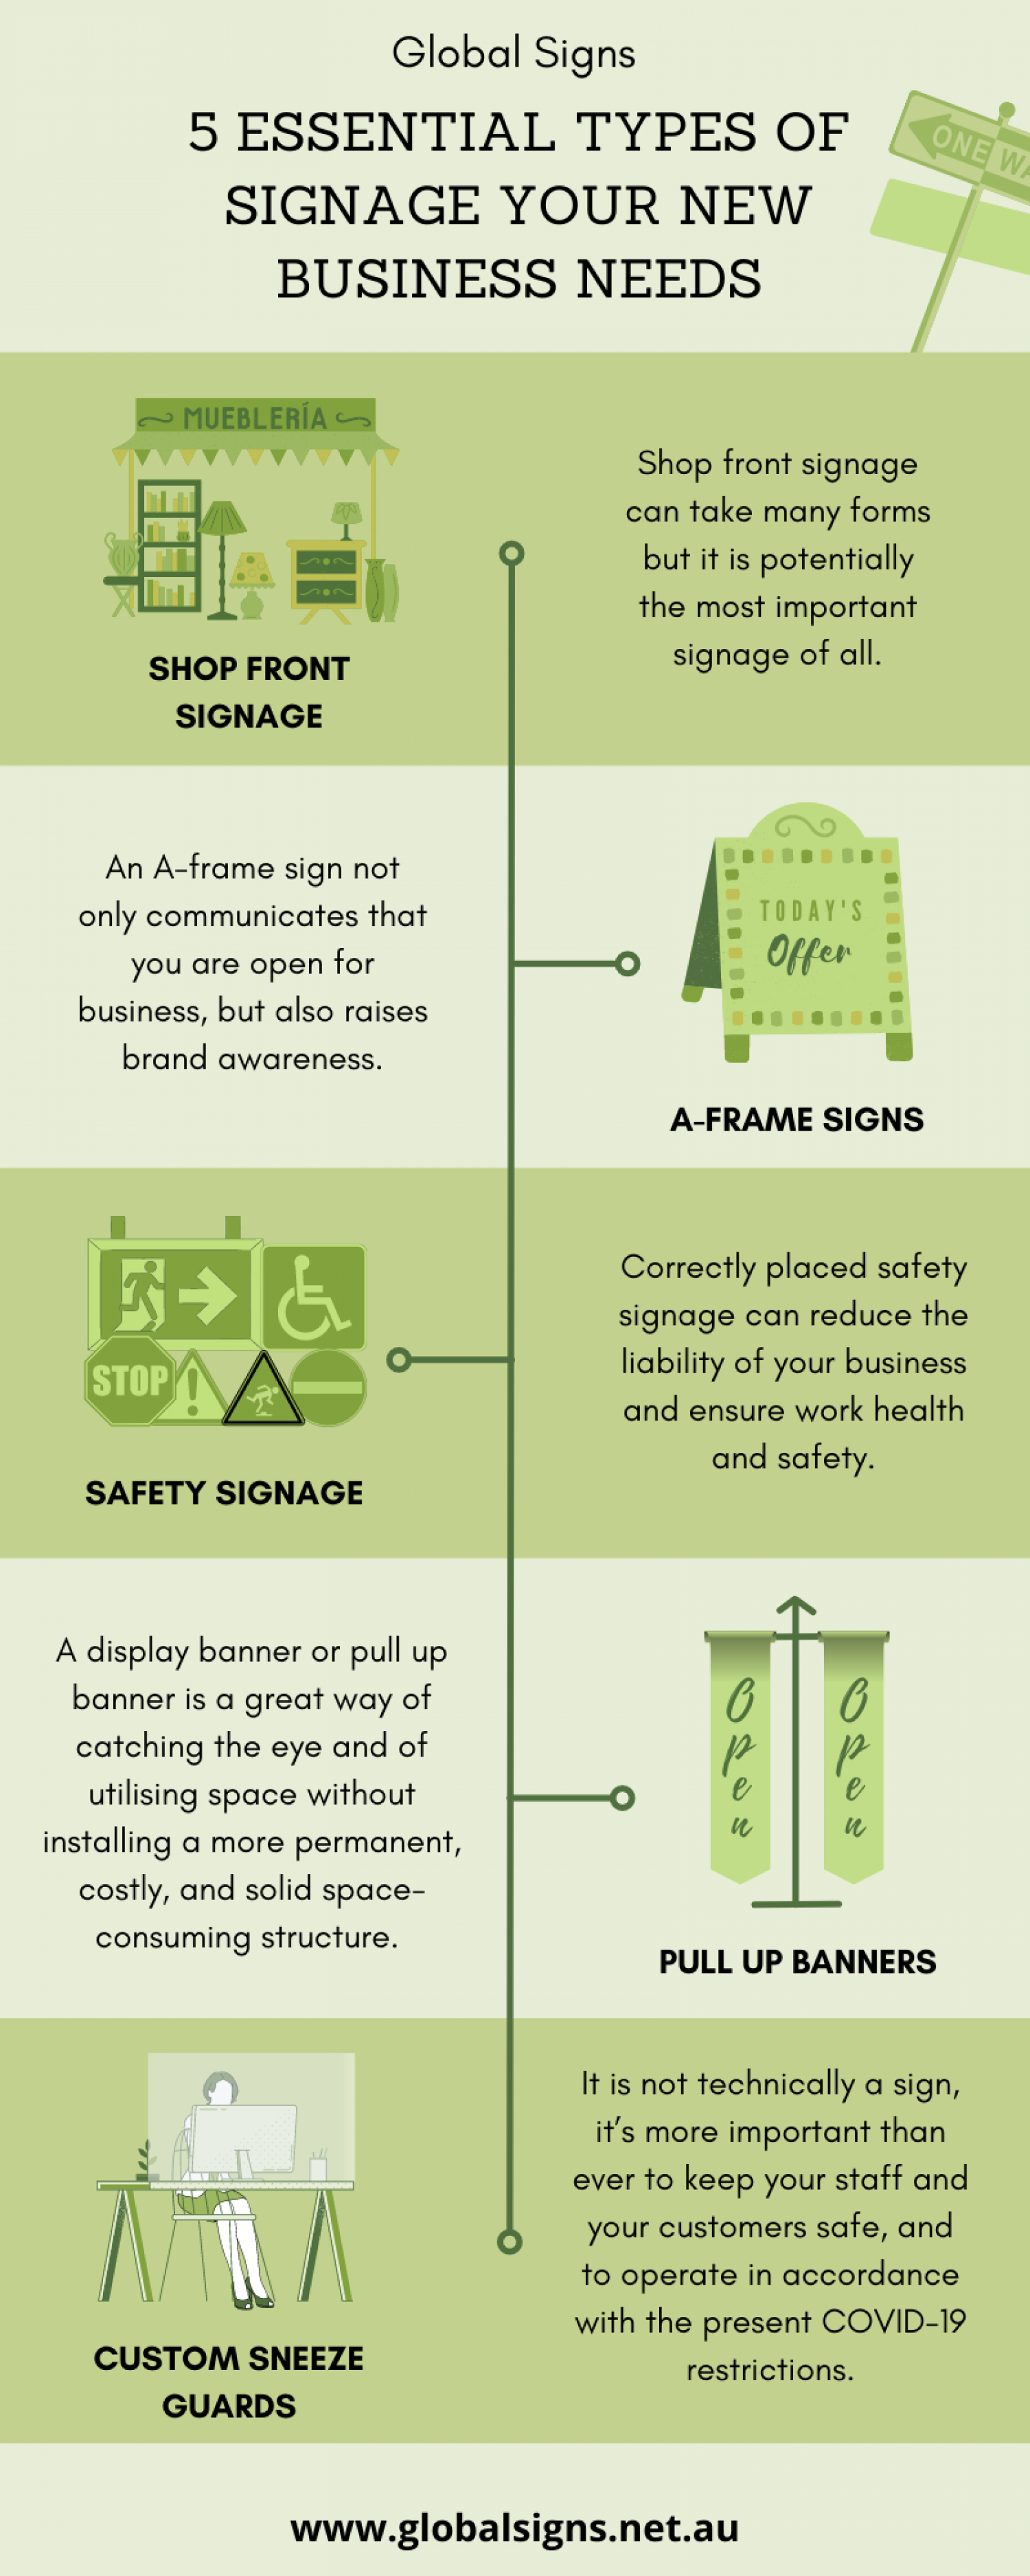 Global Signs
5 ESSENTIAL TYPES OF
SIGNAGE YOUR NEW
BUSINESS NEEDS
ONE
MUEBLERÍA
SHOP FRONT
SIGNAGE
Shop front signage
can take many forms
but it is potentially
the most important
signage of all.
An A-frame sign not
only communicates that
you are open for
business, but also raises
brand awareness.
TODAY'S
Offer
A-FRAME SIGNS
STOP
SAFETY SIGNAGE
Correctly placed safety
signage can reduce the
liability of your business
and ensure work health
and safety.
A display banner or pull up
banner is a great way of
catching the eye and of
utilising space without
installing a more permanent,
costly, and solid space-
consuming structure.
Open
Open
PULL UP BANNERS
CUSTOM SNEEZE
GUARDS
It is not technically a sign,
it's more important than
ever to keep your staff and
your customers safe, and
to operate in accordance
with the present COVID-19
restrictions.
www.globalsigns.net.au